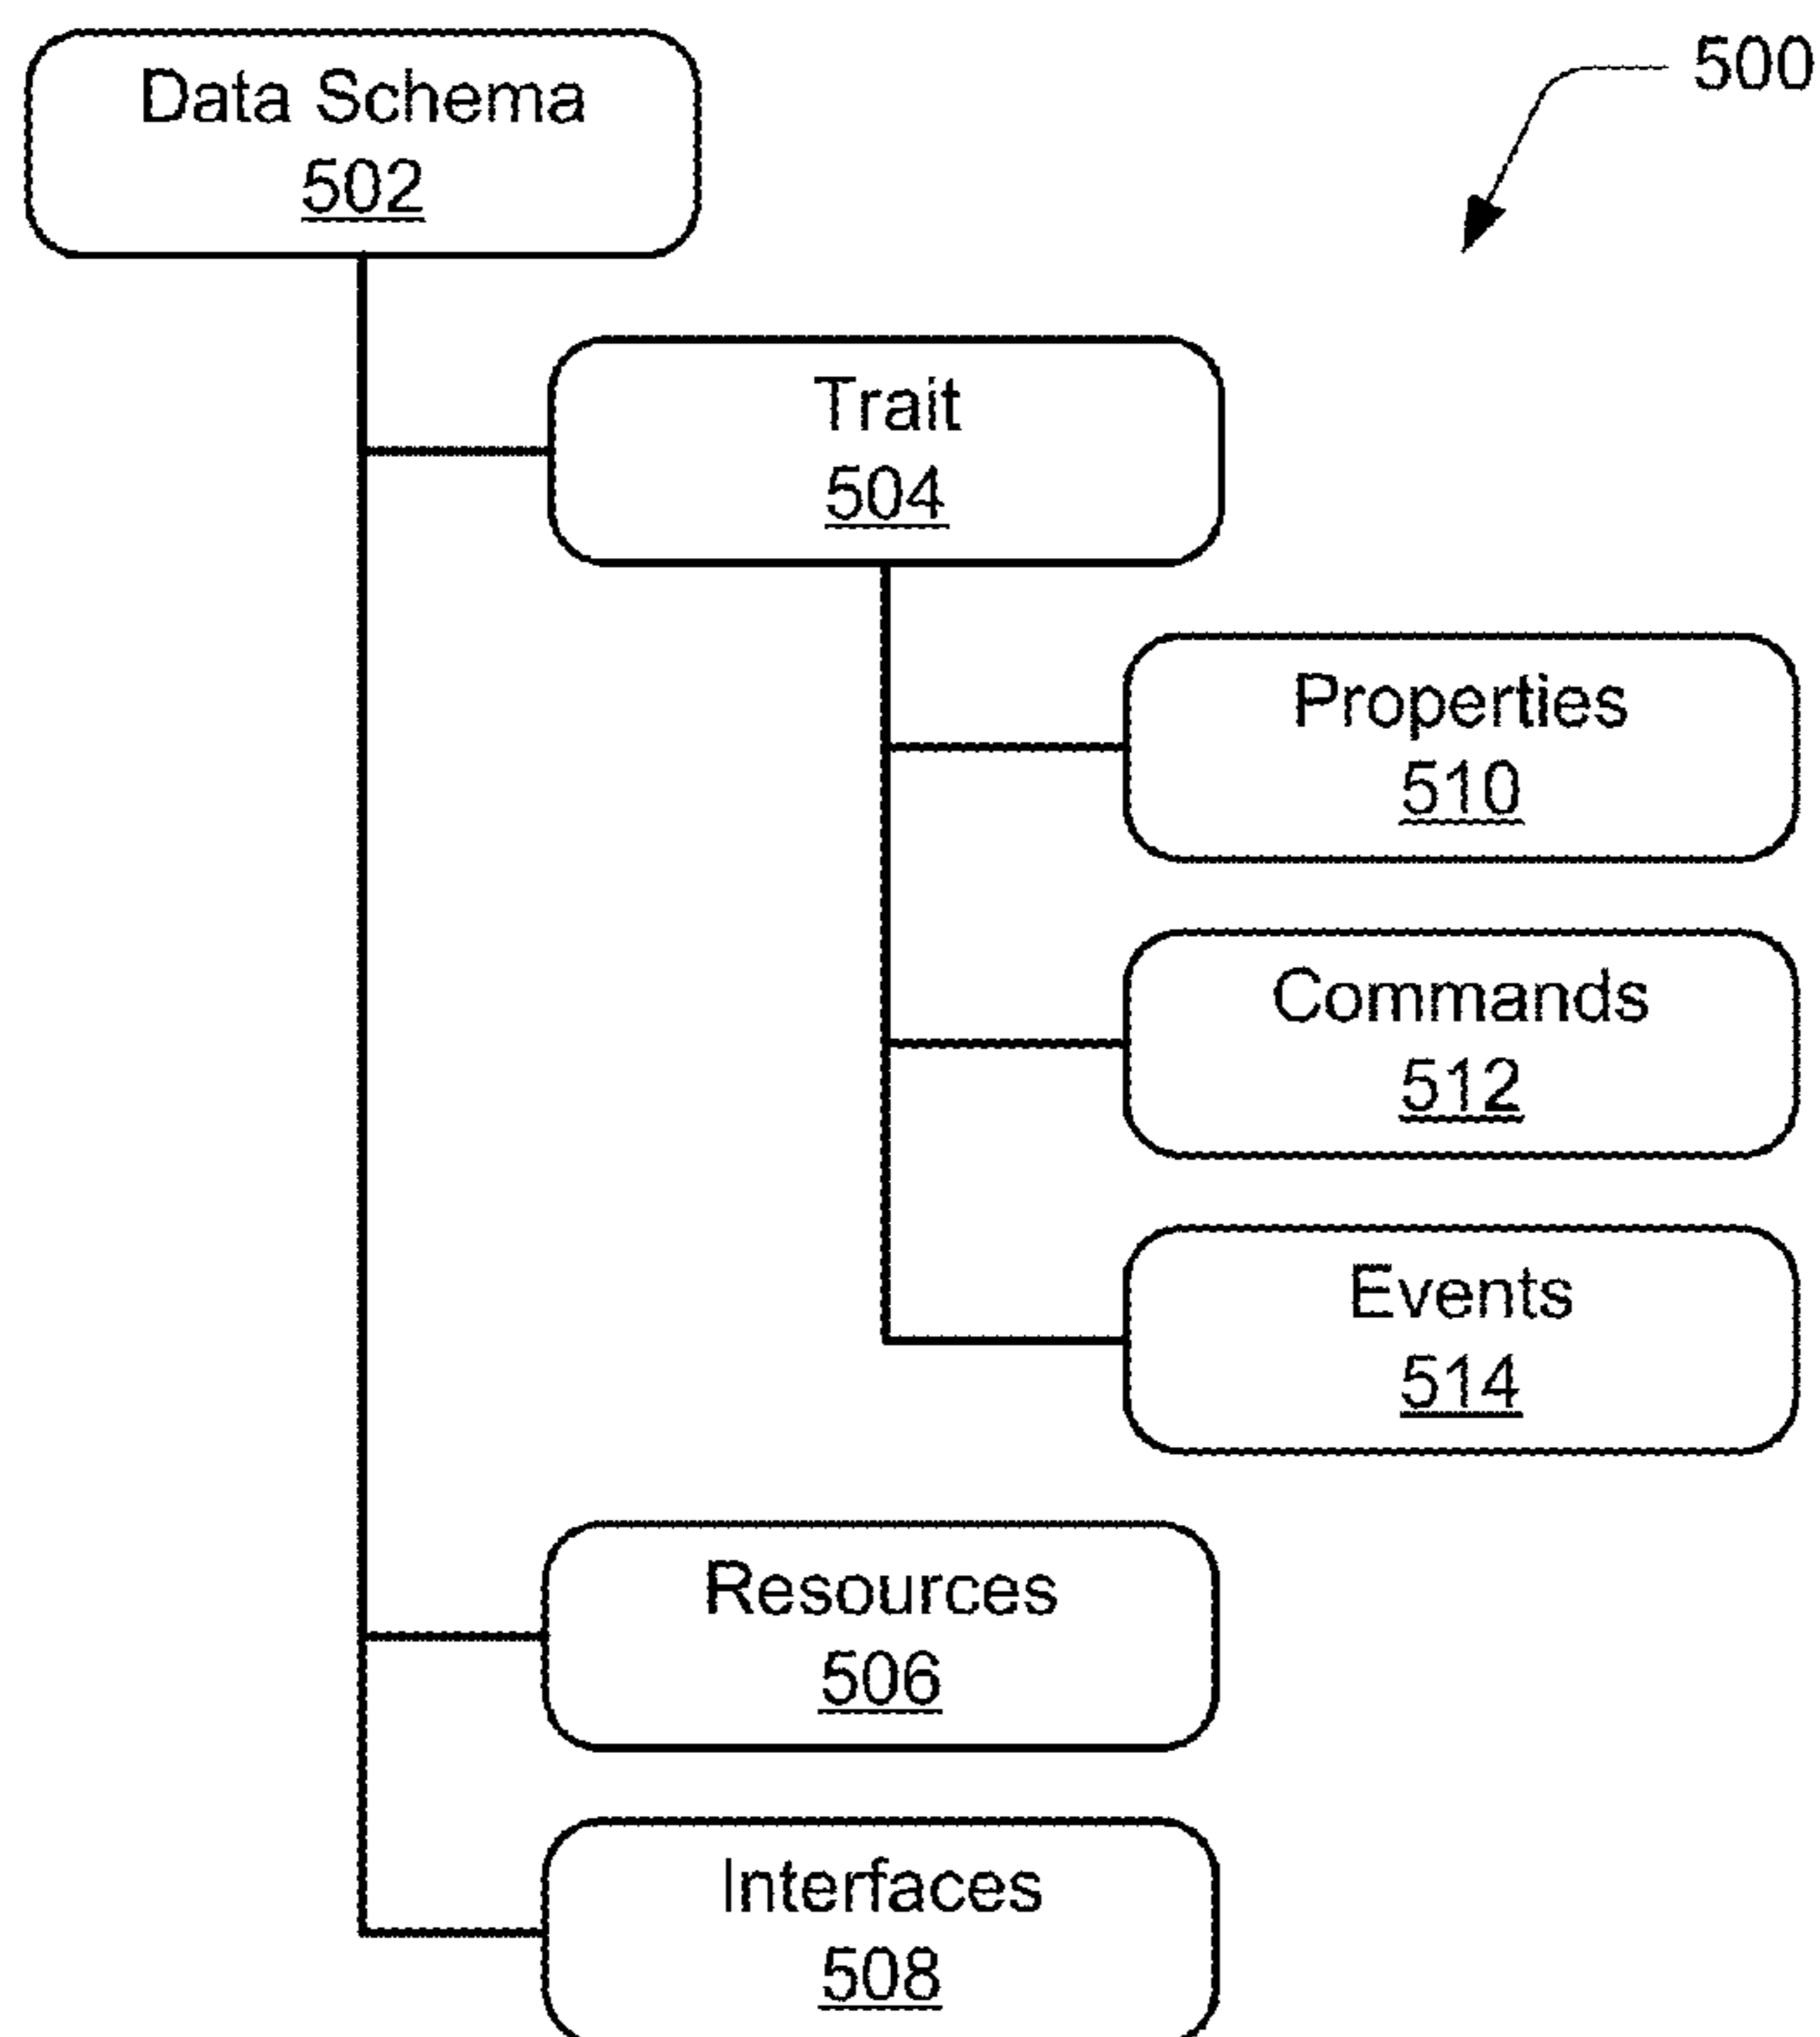 Data Schema
502
500
Trait
504
Properties
510
Commands
512
Events
514
Resources
506
Interfaces
508